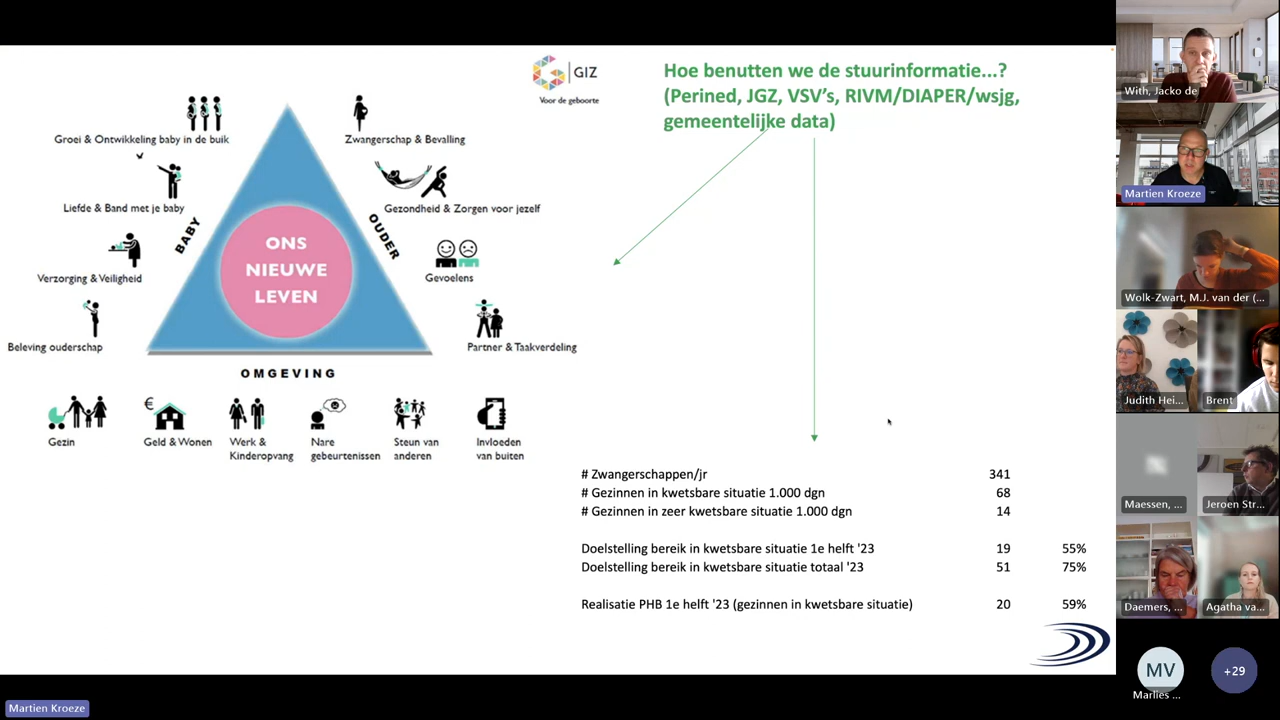 GIZ
Voor de geboorte
Hoe benutten we de stuurinformatie...?
(Perined, JGZ, VSV's, RIVM/DIAPER/wsjg,
gemeentelijke data)
Groei & Ontwikkeling baby in de buik
Zwangerschap & Bevalling
Liefde & Band met je baby
Gezondheid & Zorgen voor jezelf
BABY
OUDER
Verzorging & Veiligheid
Gevoelens
ONS
NIEUWE
LEVEN
Beleving ouderschap
Partner & Taakverdeling
OMGEVING
€
Gezin
Geld & Wonen
Werk &
Kinderopvang
Nare
gebeurtenissen
Steun van
anderen
Invloeden
van buiten
# Zwangerschappen/jr 341
# Gezinnen in kwetsbare situatie 1.000 dgn 68
# Gezinnen in zeer kwetsbare situatie 1.000 dgn 14
Doelstelling bereik in kwetsbare situatie 1e helft '23 19 55%
Doelstelling bereik in kwetsbare situatie totaal '23 51 75%
Realisatie PHB 1e helft '23 (gezinnen in kwetsbare situatie) 20 59%
With, Jacko de
Martien Kroeze
Wolk-Zwart, M.J. van der (...
Judith Hei...
Brent
Maessen, ...
Jeroen Str...
Daemers, ...
Agatha va...
MV
Marlies ...
+29
Martien Kroeze